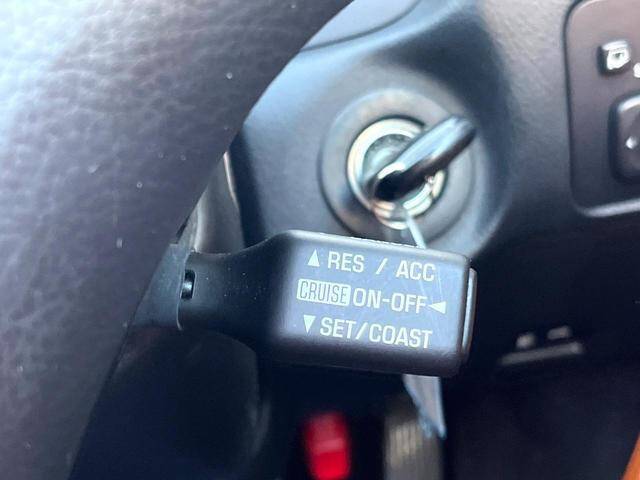 ▲ RES / ACC
CRUISE ON-OFF ◄
▼ SET/COAST